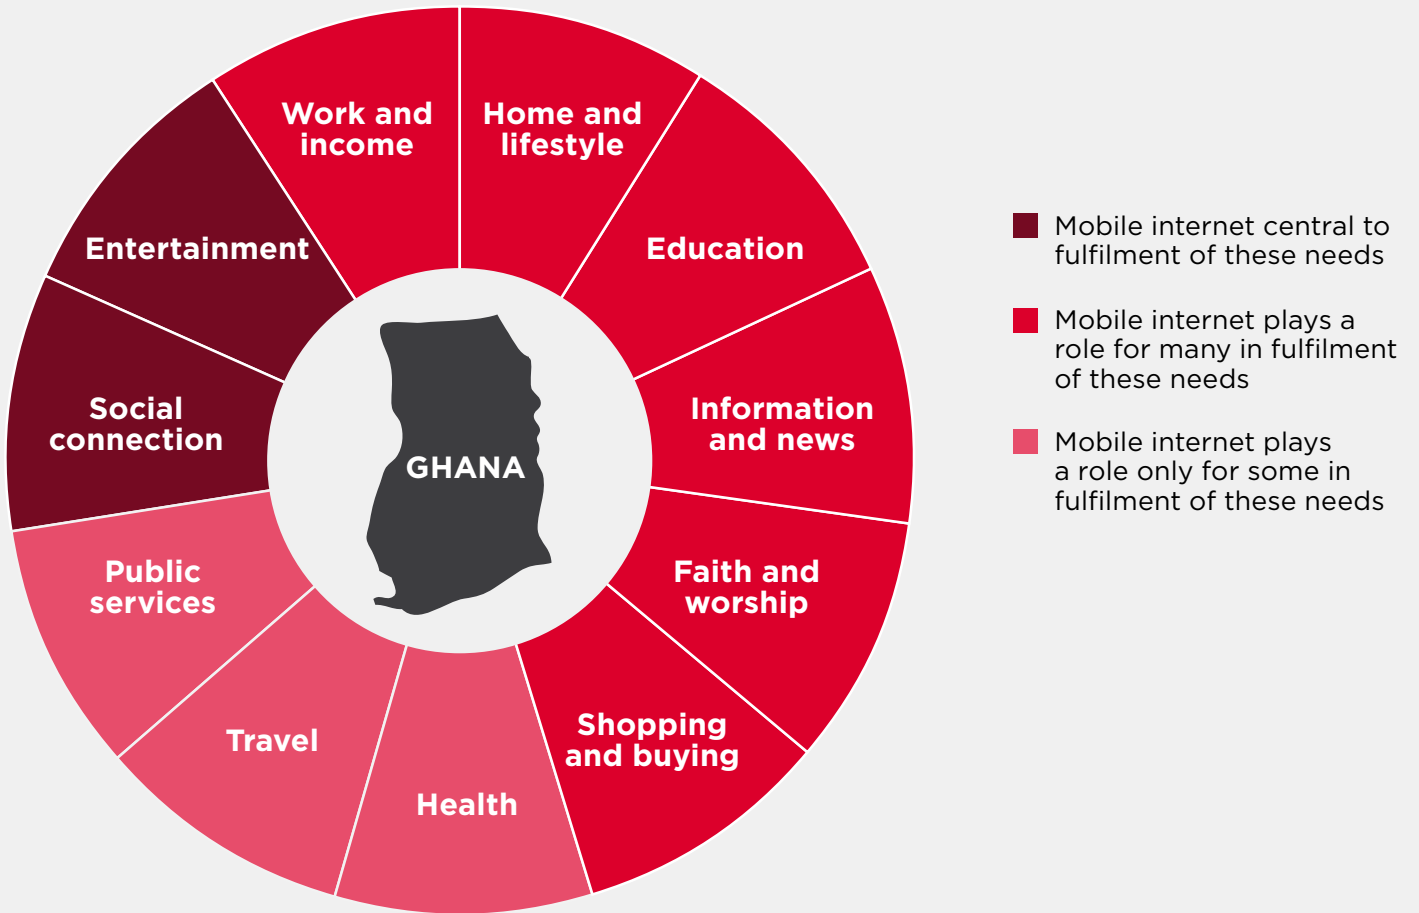 Work and
income
Home and
lifestyle
Entertainment
Education
Social
connection
Information
and news
GHANA
Public
services
Faith and
worship
Travel
Shopping
and buying
Health
Mobile internet central to
fulfilment of these needs
Mobile internet plays a
role for many in fulfilment
of these needs
Mobile internet plays
a role only for some in
fulfilment of these needs